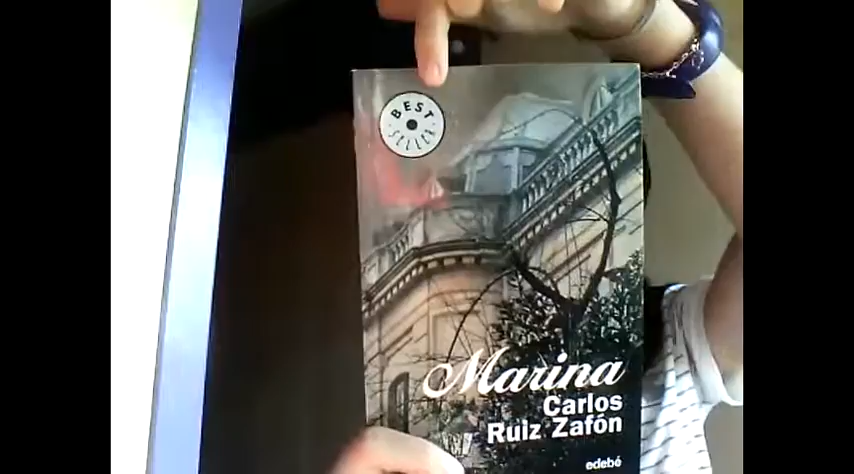 BEST
SELLER
Marina
Carlos
Ruiz Zafón
edebé